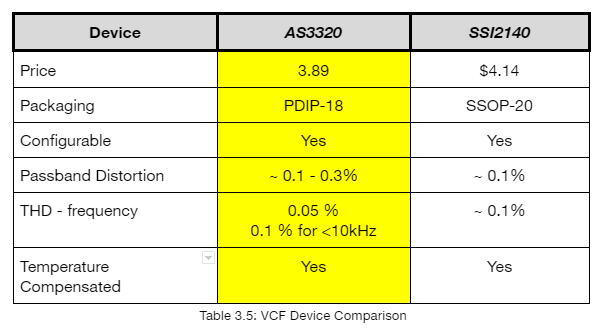 Device AS3320 SSI2140
Price 3.89 $4.14
Packaging PDIP-18 SSOP-20
Configurable Yes Yes
Passband Distortion ~ 0.1 - 0.3% ~ 0.1%
THD - frequency 0.05 % ~ 0.1%
0.1 % for <10kHz
Temperature Yes Yes
Compensated
Table 3.5: VCF Device Comparison